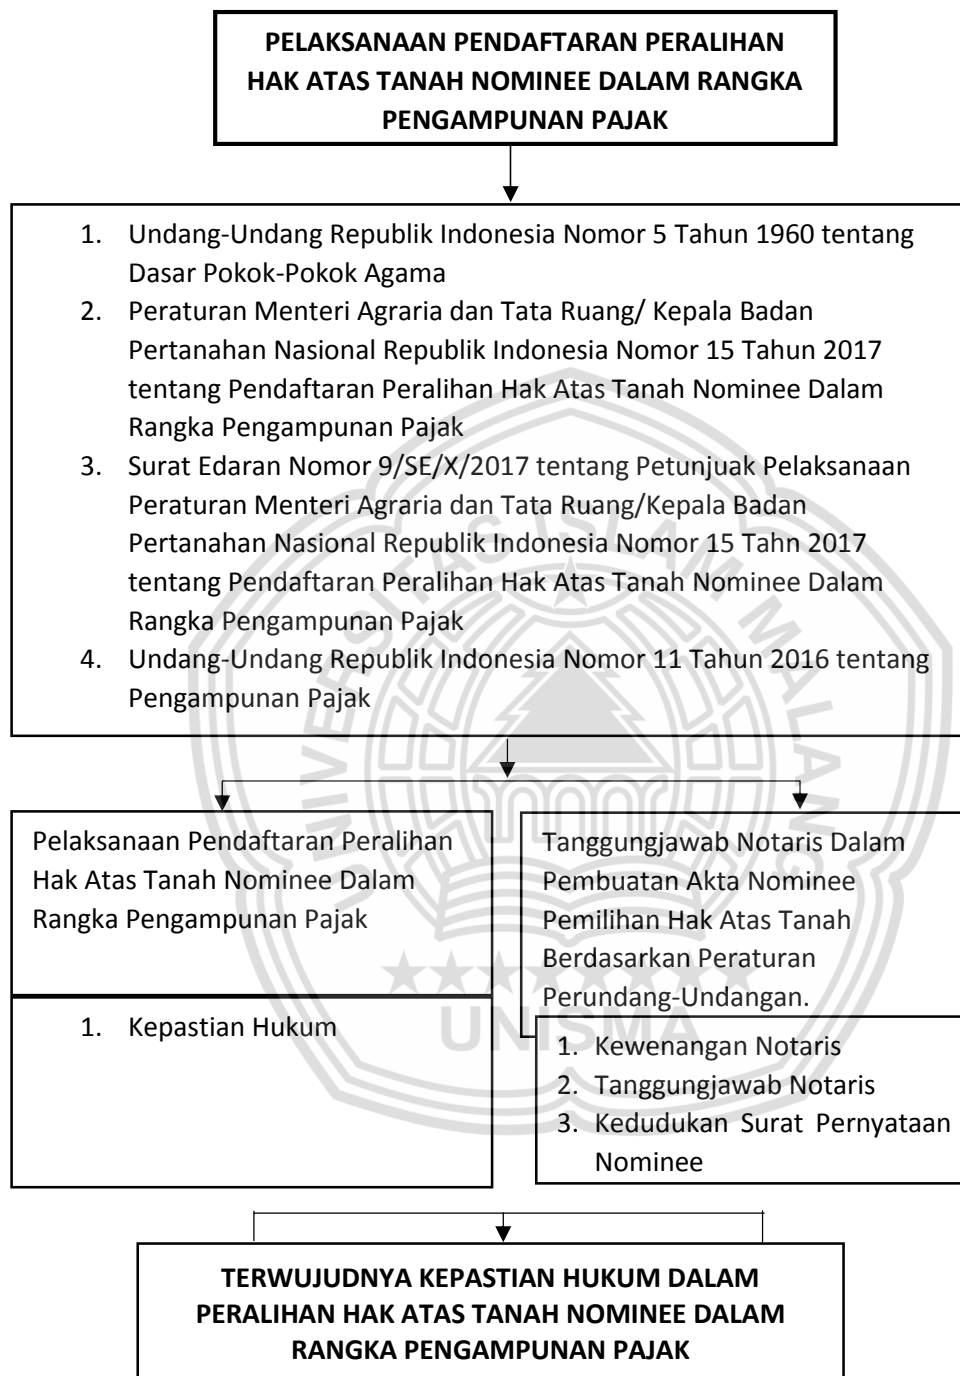 PELAKSANAAN PENDAFTARAN PERALIHAN
HAK ATAS TANAH NOMINEE DALAM RANGKA
PENGAMPUNAN PAJAK
1. Undang-Undang Republik Indonesia Nomor 5 Tahun 1960 tentang
Dasar Pokok-Pokok Agama
2. Peraturan Menteri Agraria dan Tata Ruang/ Kepala Badan
Pertanahan Nasional Republik Indonesia Nomor 15 Tahun 2017
tentang Pendaftaran Peralihan Hak Atas Tanah Nominee Dalam
Rangka Pengampunan Pajak
3. Surat Edaran Nomor 9/SE/X/2017 tentang Petunjuak Pelaksanaan
Peraturan Menteri Agraria dan Tata Ruang/Kepala Badan
Pertanahan Nasional Republik Indonesia Nomor 15 Tahn 2017
tentang Pendaftaran Peralihan Hak Atas Tanah Nominee Dalam
Rangka Pengampunan Pajak
4. Undang-Undang Republik Indonesia Nomor 11 Tahun 2016 tentang
Pengampunan Pajak
Pelaksanaan Pendaftaran Peralihan
Hak Atas Tanah Nominee Dalam
Rangka Pengampunan Pajak
1. Kepastian Hukum
Tanggungjawab Notaris Dalam
Pembuatan Akta Nominee
Pemilihan Hak Atas Tanah
Berdasarkan Peraturan
Perundang-Undangan.
1. Kewenangan Notaris
2. Tanggungjawab Notaris
3. Kedudukan Surat Pernyataan
Nominee
TERWUJUDNYA KEPASTIAN HUKUM DALAM
PERALIHAN HAK ATAS TANAH NOMINEE DALAM
RANGKA PENGAMPUNAN PAJAK
UNIVERSITAS ISLAM MALANG
UNISMA